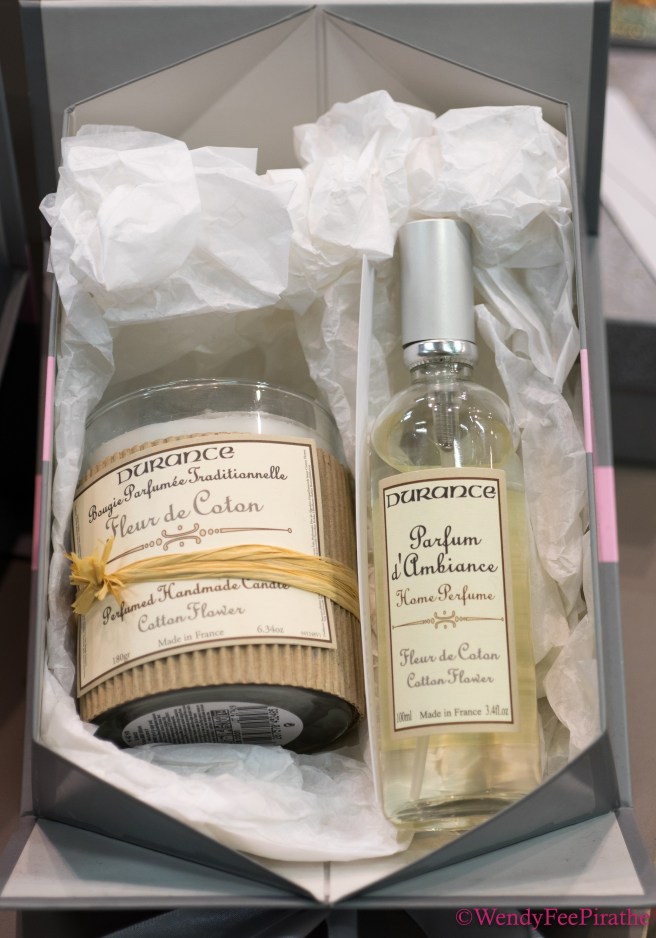 DURANCE
Bougie Parfumée Traditionnelle
Fleur de Coton
Perfumed Handmade Candle
Cotton Flower
Made in France
180gr 6.34oz
DURANCE
Parfum
d'Ambiance
Home Perfume
Fleur de Coton
Cotton Flower
100ml Made in France 3.4fl.oz
©WendyFeePirathe